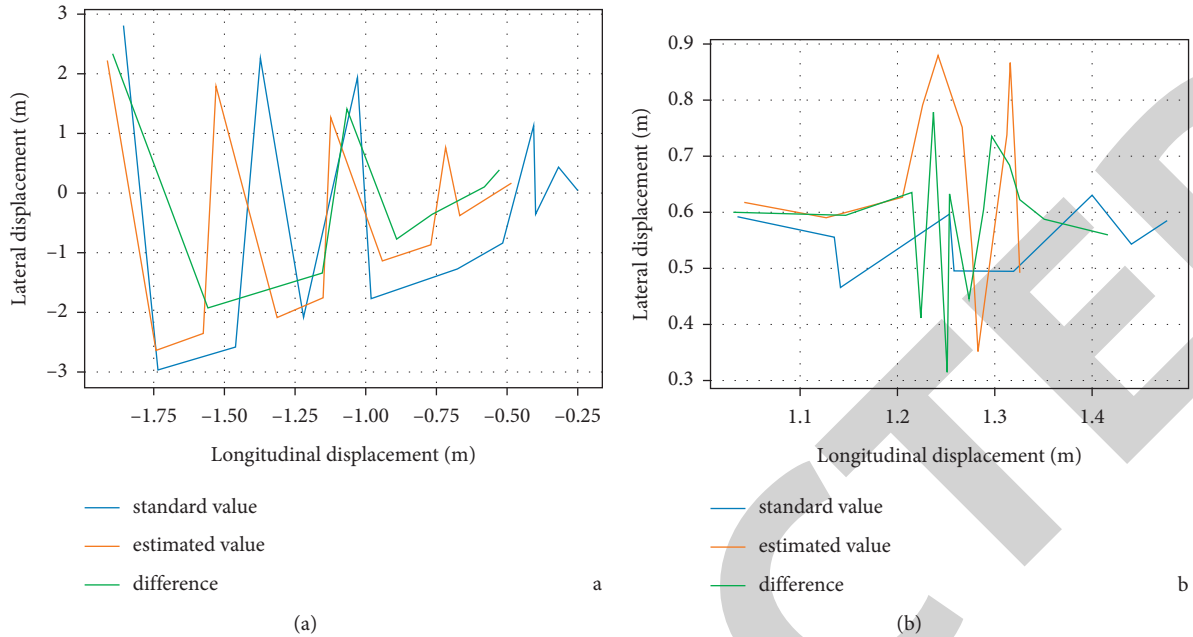 3
2
1
0
−1
−2
−3
Lateral displacement (m)
−1.75 −1.50 −1.25 −1.00 −0.75 −0.50 −0.25
Longitudinal displacement (m)
standard value
estimated value
difference
a
(a)
0.9
0.8
0.7
0.6
0.5
0.4
0.3
Lateral displacement (m)
1.1 1.2 1.3 1.4
Longitudinal displacement (m)
standard value
estimated value
difference
b
(b)
CTED